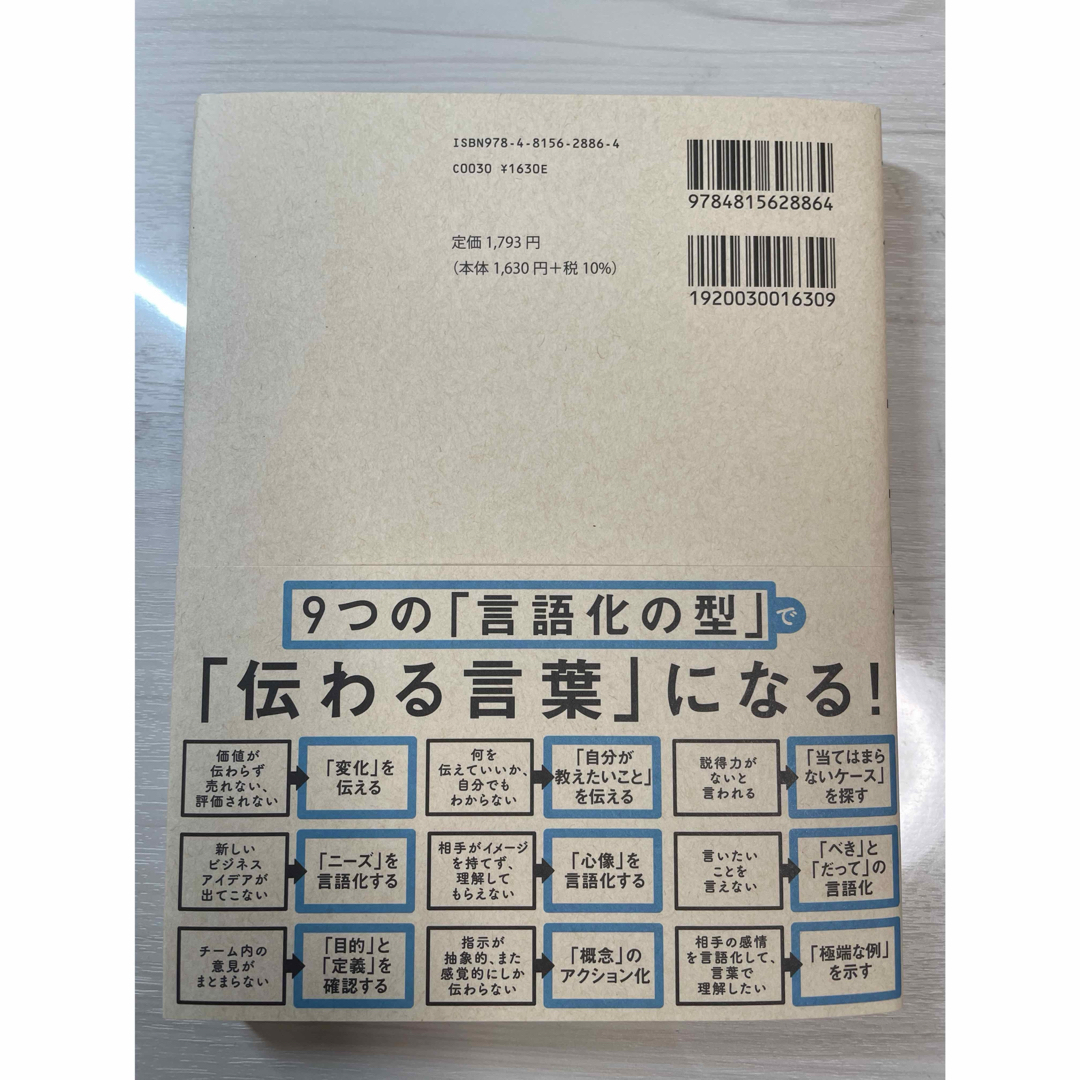 ISBN978-4-8156-2886-4
C0030 ¥1630E
9784815628864
定価 1,793 円
(本体 1,630 円+税 10%)
1920030016309
9つの「言語化の型」で
「伝わる言葉」になる!
価値が
伝わらず
売れない、
評価されない
「変化」を
伝える
何を
伝えていいか、
自分でも
わからない
「自分が
教えたいこと」
を伝える
説得力が
ないと
言われる
「当てはまら
ないケース」
を探す
新しい
ビジネス
アイデアが
出てこない
「ニーズ」を
言語化する
相手がイメージ
を持てず、
理解して
もらえない
「心像」を
言語化する
言いたい
ことを
言えない
「べき」と
「だって」の
言語化
チーム内の
意見が
まとまらない
「目的」と
「定義」を
確認する
指示が
抽象的、また
感覚的にしか
伝わらない
「概念」の
アクション化
相手の感情
を言語化して、
言葉で
理解したい
「極端な例」
を示す